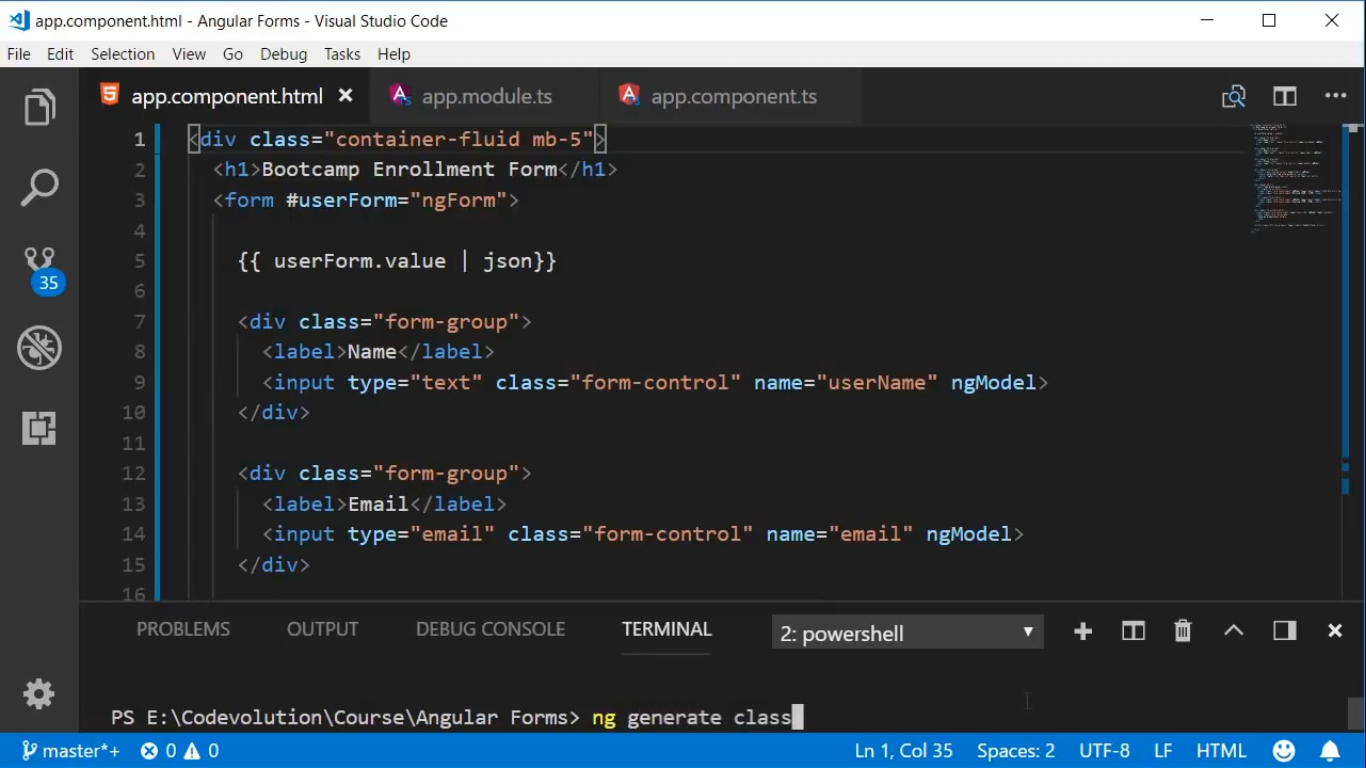 app.component.html - Angular Forms - Visual Studio Code
File Edit Selection View Go Debug Tasks Help
app.component.html app.module.ts app.component.ts
1 <div class="container-fluid mb-5">
2 <h1>Bootcamp Enrollment Form</h1>
3 <form #userForm="ngForm">
4
5 {{ userForm.value | json}}
6
7 <div class="form-group">
8 <label>Name</label>
9 <input type="text" class="form-control" name="userName" ngModel>
10 </div>
11
12 <div class="form-group">
13 <label>Email</label>
14 <input type="email" class="form-control" name="email" ngModel>
15 </div>
16
35
PROBLEMS OUTPUT DEBUG CONSOLE TERMINAL 2: powershell
PS E:\Codevolution\Course\Angular Forms> ng generate class
master*+ 0 0 Ln 1, Col 35 Spaces: 2 UTF-8 LF HTML